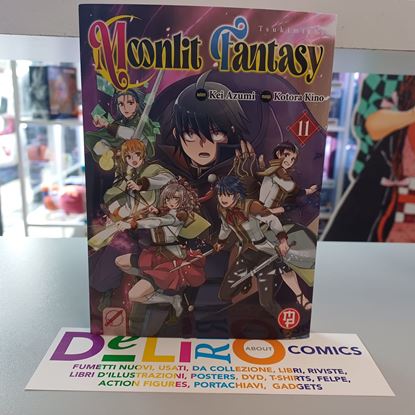 Tsukimichi
Moonlit Fantasy
Kei Azumi Kotora Kino
11
DeLiRiO ABOUT COMICS
FUMETTI NUOVI, USATI, DA COLLEZIONE, LIBRI, RIVISTE,
LIBRI D'ILLUSTRAZIONI, POSTERS, DVD, T-SHIRTS, FELPE,
ACTION FIGURES, PORTACHIAVI, GADGETS